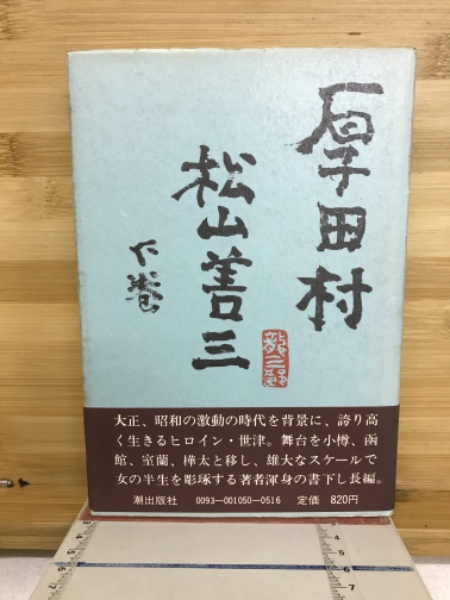 厚田村
松山善三
下巻
大正、昭和の激動の時代を背景に、誇り高
く生きるヒロイン・世津。舞台を小樽、函
館、室蘭、樺太と移し、雄大なスケールで
女の半生を彫琢する著者渾身の書下し長編。
潮出版社 0093-001050-0516 定価 820円